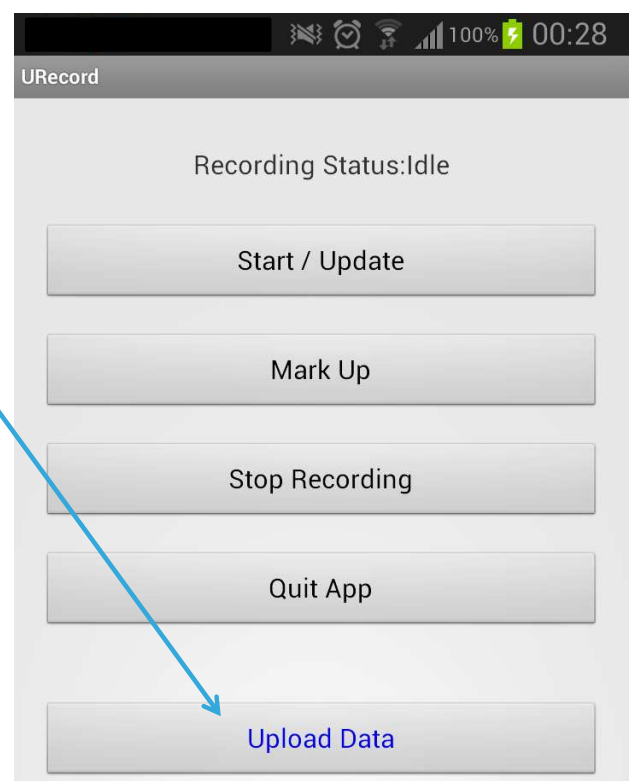 100% 00:28
URecord
Recording Status:Idle
Start / Update
Mark Up
Stop Recording
Quit App
Upload Data